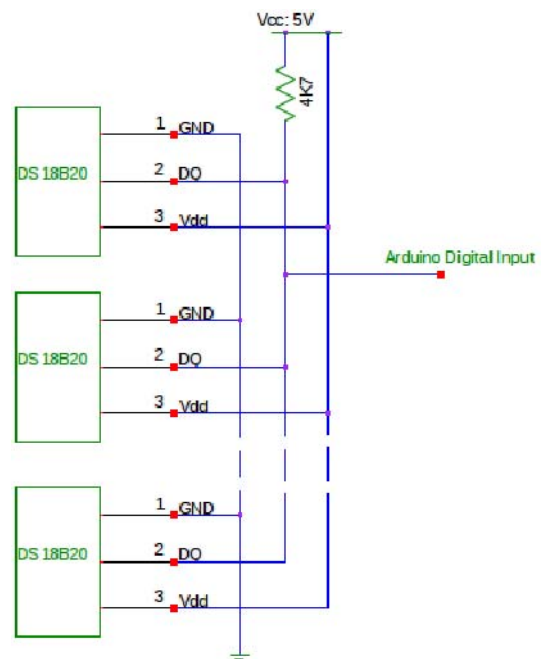 Vcc: 5V
4K7
1 GND
DS 18B20
2 DQ
3 Vdd
Arduino Digital Input
1 GND
DS 18B20
2 DQ
3 Vdd
1 GND
DS 18B20
2 DQ
3 Vdd